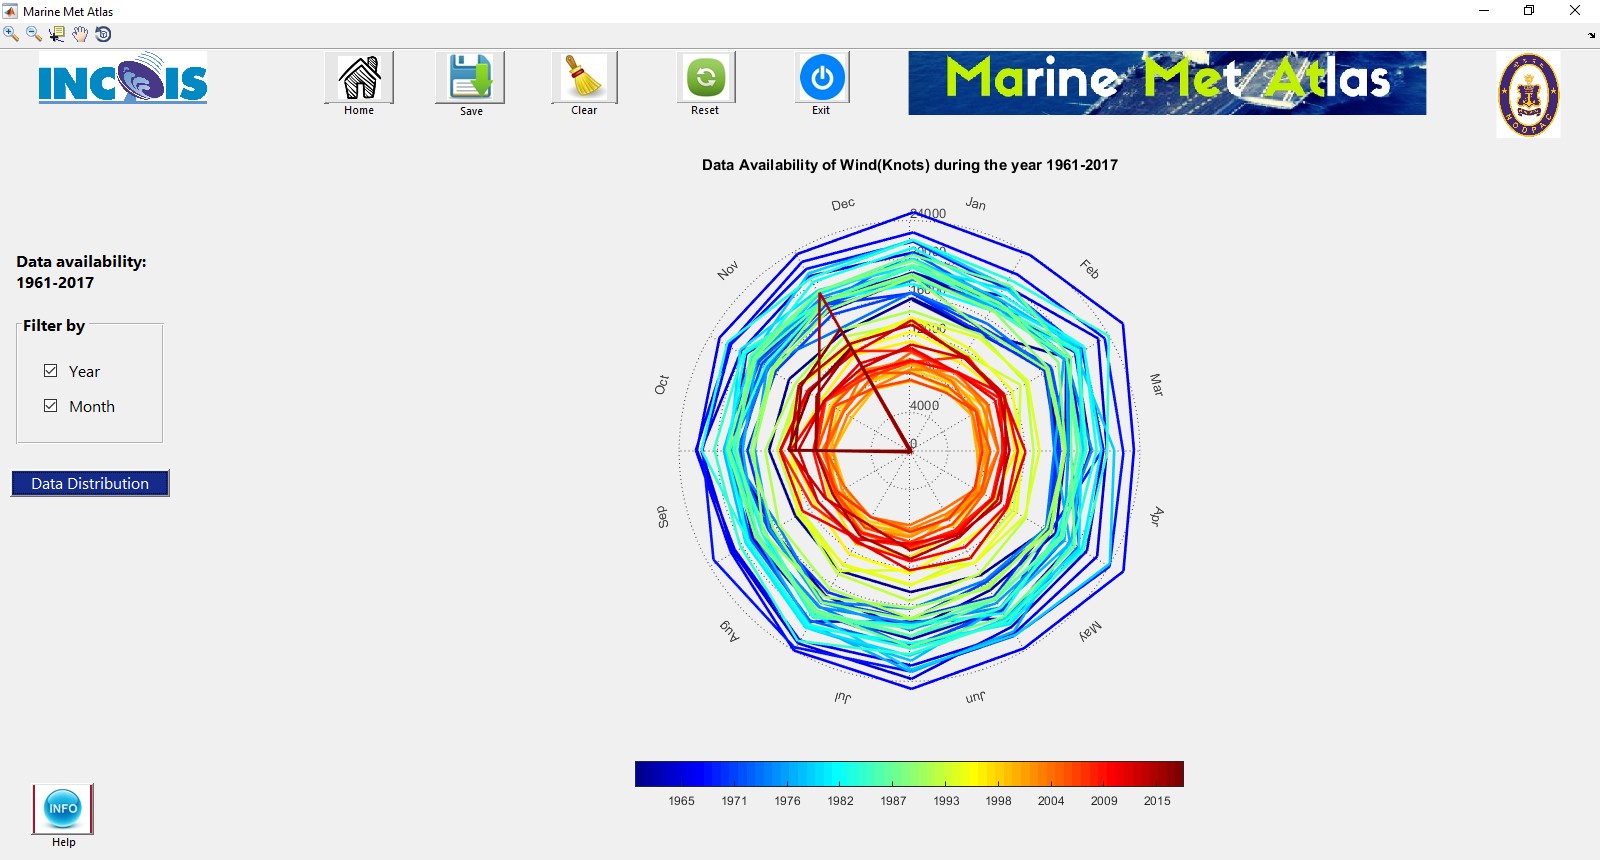 Marine Met Atlas
INCOIS
Home
Save
Clear
Reset
Exit
Marine Met Atlas
NODPAC
Data Availability of Wind(Knots) during the year 1961-2017
Data availability:
1961-2017
Filter by
Year
Month
Data Distribution
Dec
Jan
Nov
Feb
Oct
Mar
Sep
Apr
Aug
May
Jul
Jun
24000
20000
16000
12000
4000
0
1965 1971 1976 1982 1987 1993 1998 2004 2009 2015
INFO
Help